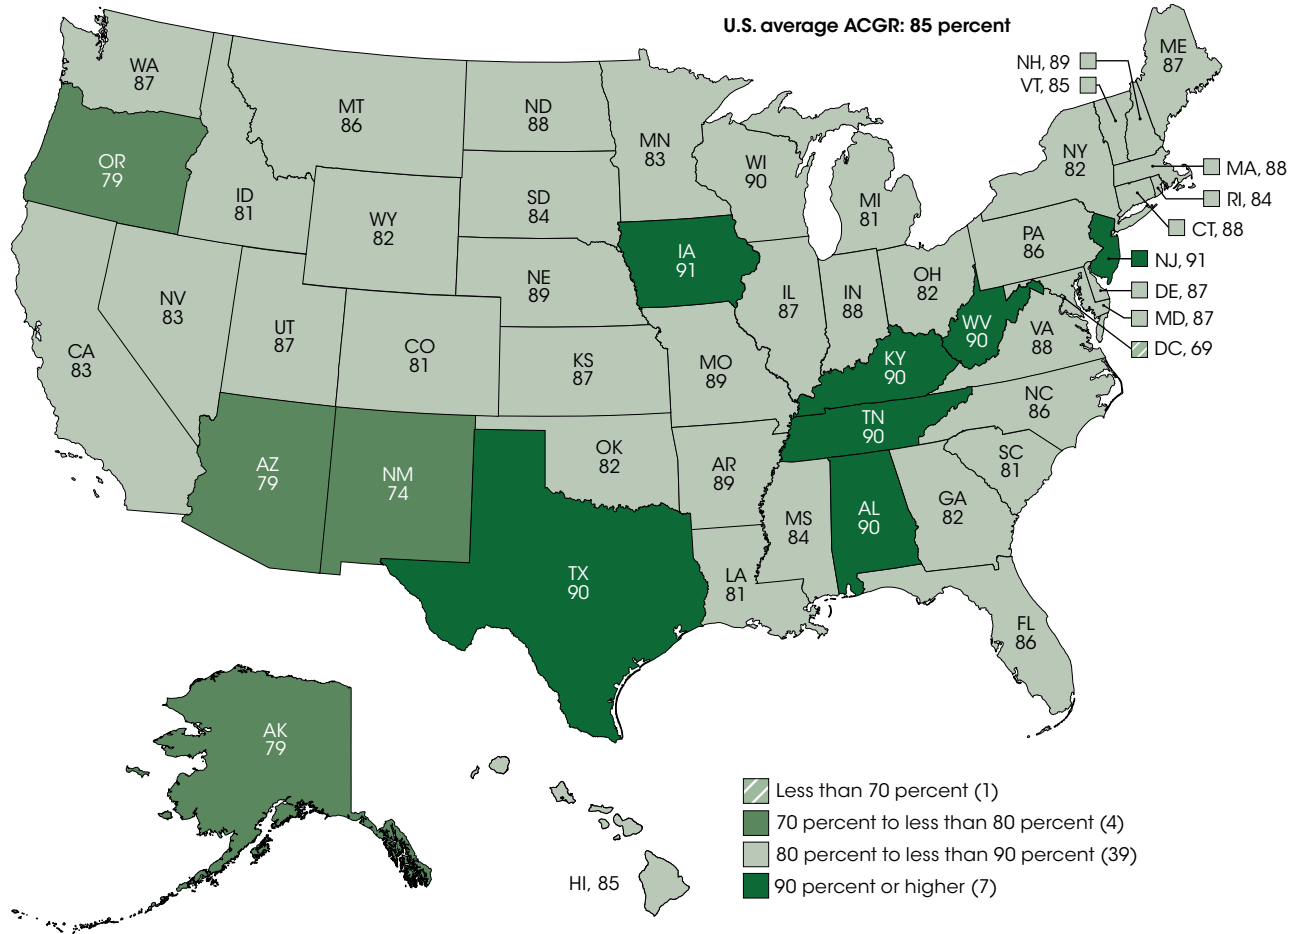 U.S. average ACGR: 85 percent
WA
87
OR
79
CA
83
NV
83
ID
81
MT
86
WY
82
UT
87
CO
81
AZ
79
NM
74
ND
88
SD
84
NE
89
KS
87
OK
82
TX
90
MN
83
IA
91
MO
89
AR
89
LA
81
WI
90
IL
87
MI
81
IN
88
OH
82
KY
90
TN
90
MS
84
AL
90
GA
82
FL
86
SC
81
NC
86
VA
88
WV
90
PA
86
NY
82
ME
87
NH, 89
VT, 85
MA, 88
RI, 84
CT, 88
NJ, 91
DE, 87
MD, 87
DC, 69
AK
79
HI, 85
Less than 70 percent (1)
70 percent to less than 80 percent (4)
80 percent to less than 90 percent (39)
90 percent or higher (7)